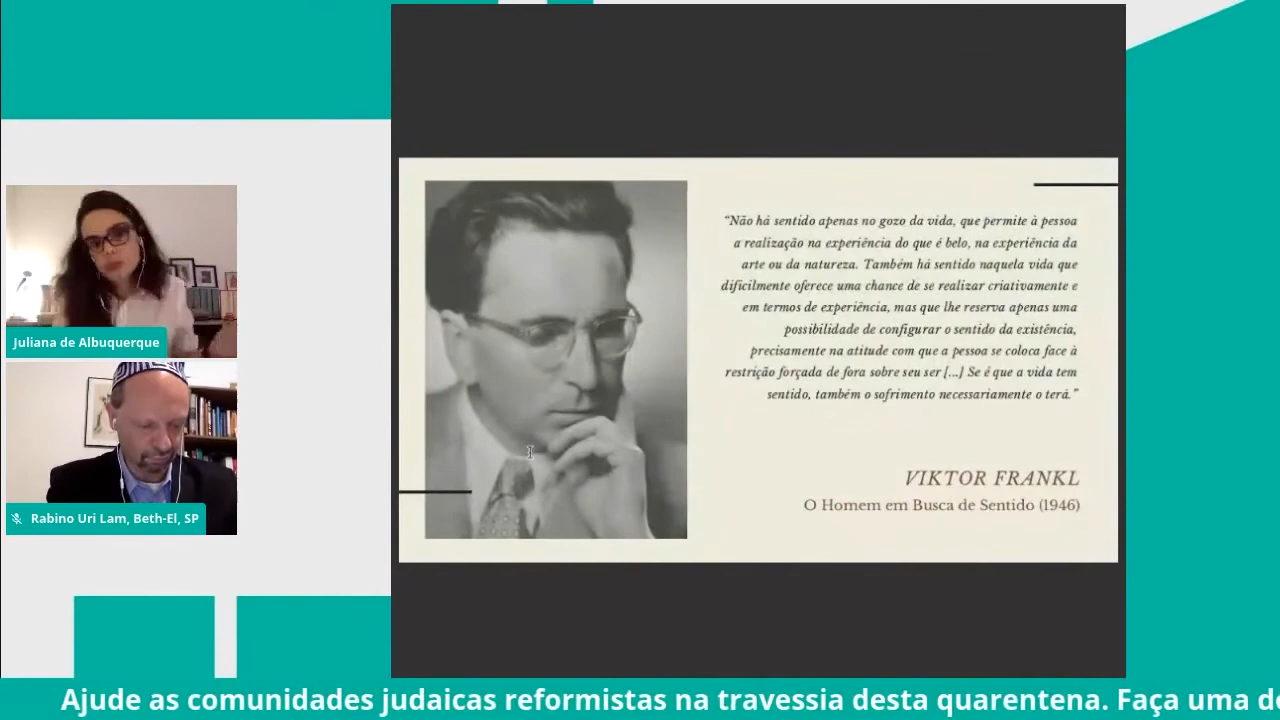 Juliana de Albuquerque
Rabino Uri Lam, Beth-El, SP
“Não há sentido apenas no gozo da vida, que permite à pessoa
a realização na experiência do que é belo, na experiência da
arte ou da natureza. Também há sentido naquela vida que
dificilmente oferece uma chance de se realizar criativamente e
em termos de experiência, mas que lhe reserva apenas uma
possibilidade de configurar o sentido da existência,
precisamente na atitude com que a pessoa se coloca face à
restrição forçada de fora sobre seu ser [...] Se é que a vida tem
sentido, também o sofrimento necessariamente o terá.”
VIKTOR FRANKL
O Homem em Busca de Sentido (1946)
Ajude as comunidades judaicas reformistas na travessia desta quarentena. Faça uma